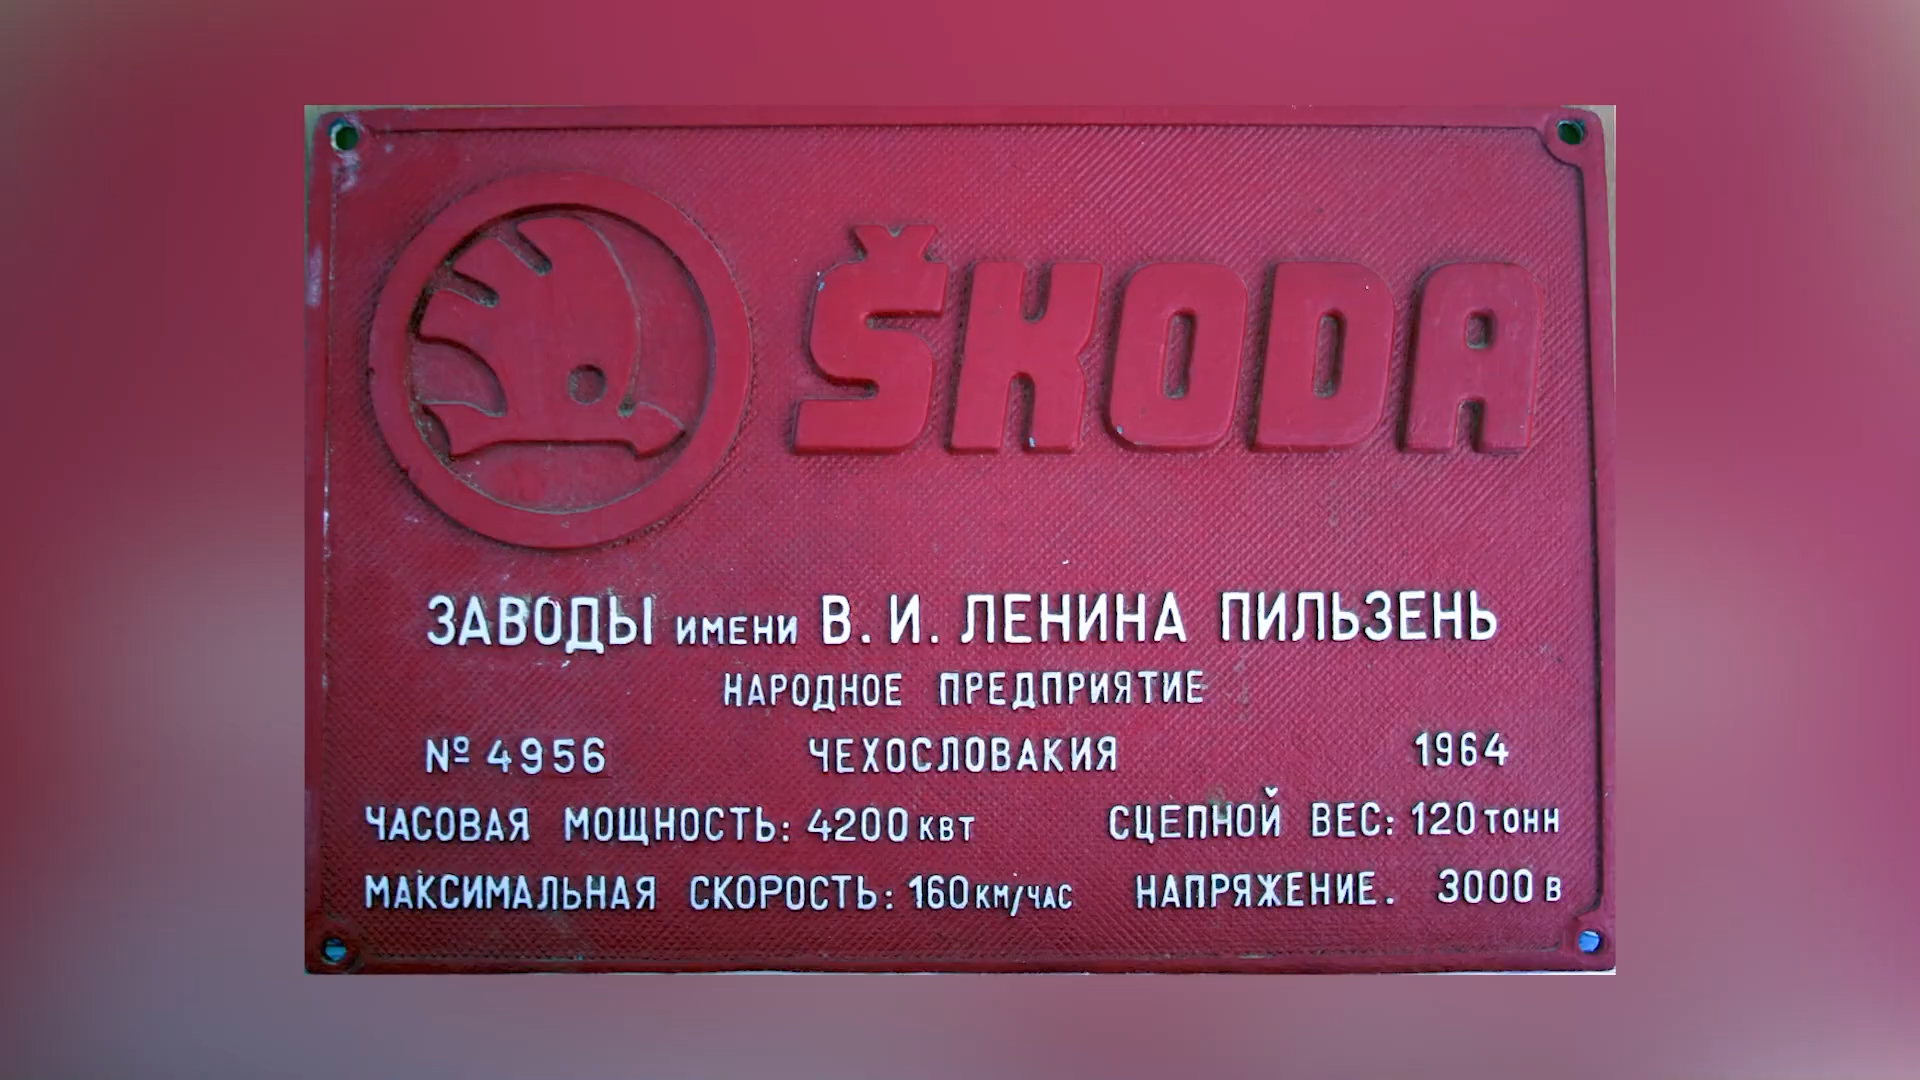 ŠKODA
ЗАВОДЫ имени В. И. ЛЕНИНА ПИЛЬЗЕНЬ
НАРОДНОЕ ПРЕДПРИЯТИЕ
№ 4956 ЧЕХОСЛОВАКИЯ 1964
ЧАСОВАЯ МОЩНОСТЬ: 4200 квт СЦЕПНОЙ ВЕС: 120 тонн
МАКСИМАЛЬНАЯ СКОРОСТЬ: 160 км/час НАПРЯЖЕНИЕ. 3000 в